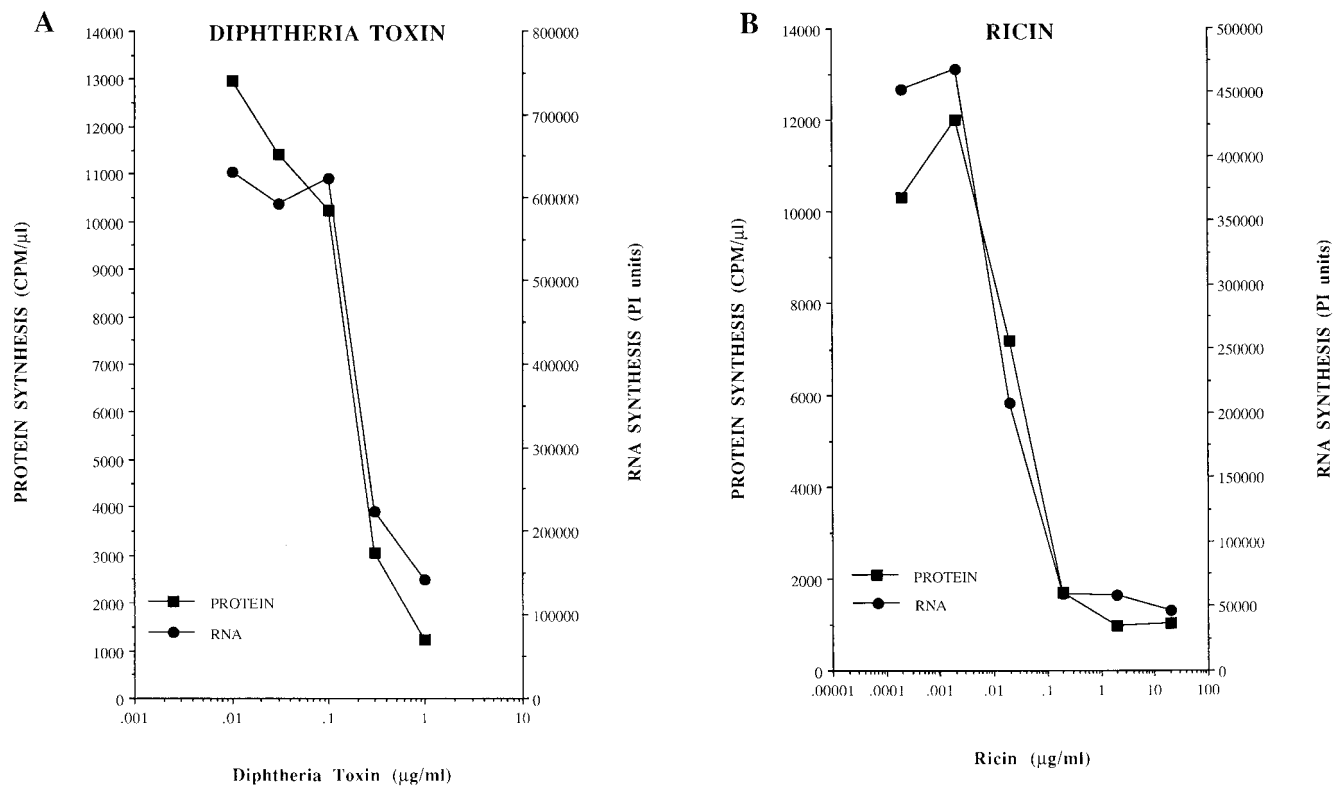 A
DIPHTHERIA TOXIN
14000
13000
12000
11000
10000
9000
8000
7000
6000
5000
4000
3000
2000
1000
0
PROTEIN SYTNHESIS (CPM/µl)
800000
700000
600000
500000
400000
300000
200000
100000
0
RNA SYNTHESIS (PI units)
PROTEIN
RNA
.001 .01 .1 1 10
Diphtheria Toxin (µg/ml)
B
RICIN
14000
12000
10000
8000
6000
4000
2000
0
PROTEIN SYNTHESIS (CPM/µl)
500000
450000
400000
350000
300000
250000
200000
150000
100000
50000
0
RNA SYNTHESIS (PI units)
PROTEIN
RNA
.00001 .0001 .001 .01 .1 1 10 100
Ricin (µg/ml)